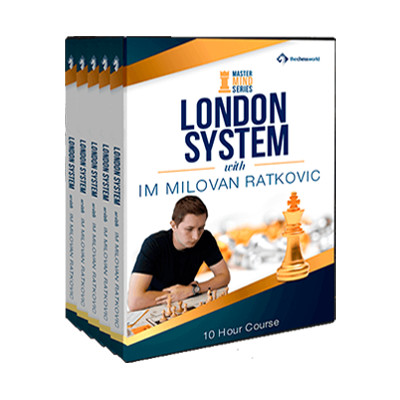 thechessworld
MASTER
MIND
SERIES
LONDON
SYSTEM
with
IM MILOVAN RATKOVIC
10 Hour Course
LONDON SYSTEM with IM MILOVAN RATKOVIC
LONDON SYSTEM with IM MILOVAN RATKOVIC
LONDON SYSTEM with IM MILOVAN RATKOVIC
LONDON SYSTEM with IM MILOVAN RATKOVIC
LONDON SYSTEM with IM MILOVAN RATKOVIC